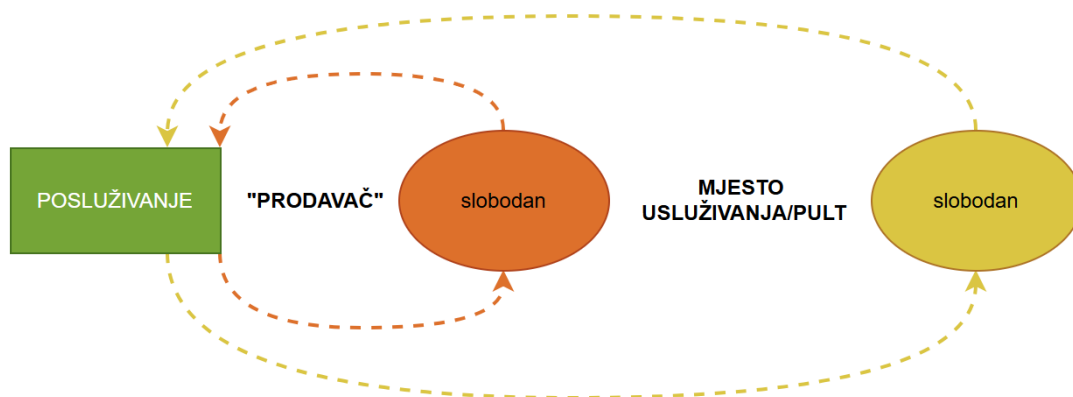 POSLUŽIVANJE
"PRODAVAČ"
slobodan
MJESTO
USLUŽIVANJA/PULT
slobodan